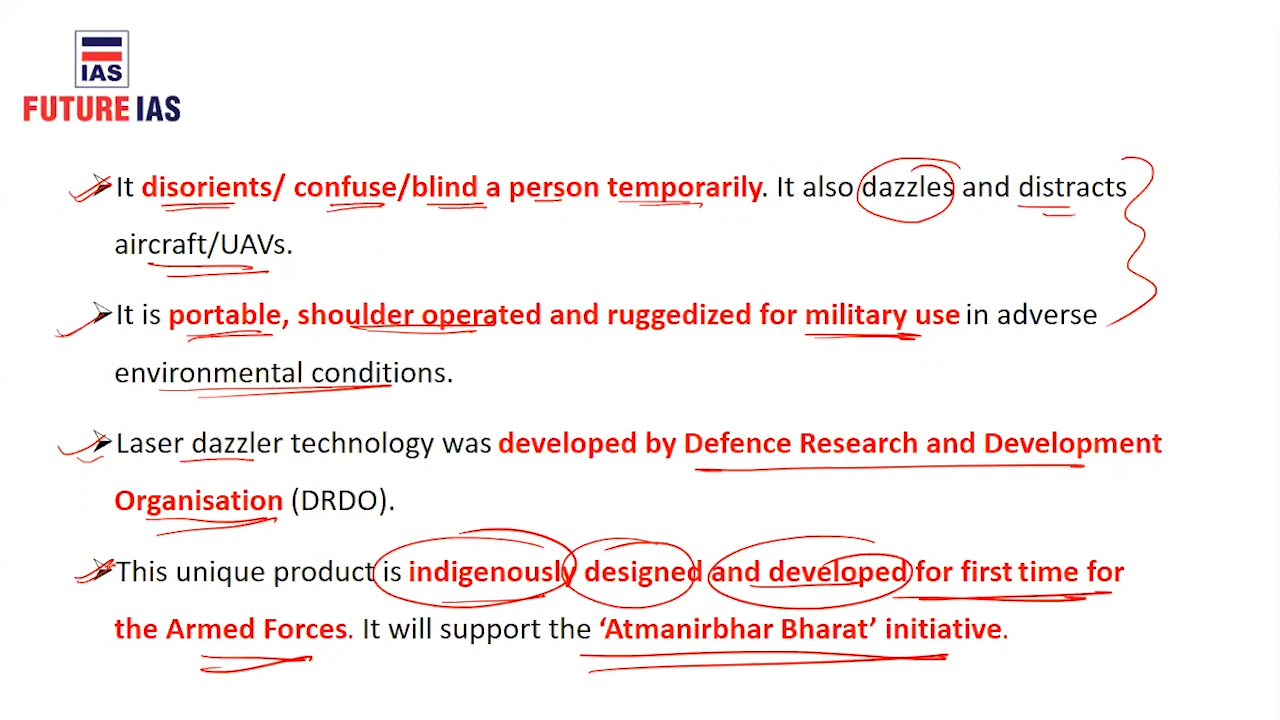 IAS
FUTURE IAS
It disorients/ confuse/blind a person temporarily. It also dazzles and distracts
aircraft/UAVs.
It is portable, shoulder operated and ruggedized for military use in adverse
environmental conditions.
Laser dazzler technology was developed by Defence Research and Development
Organisation (DRDO).
This unique product is indigenously designed and developed for first time for
the Armed Forces. It will support the ‘Atmanirbhar Bharat’ initiative.